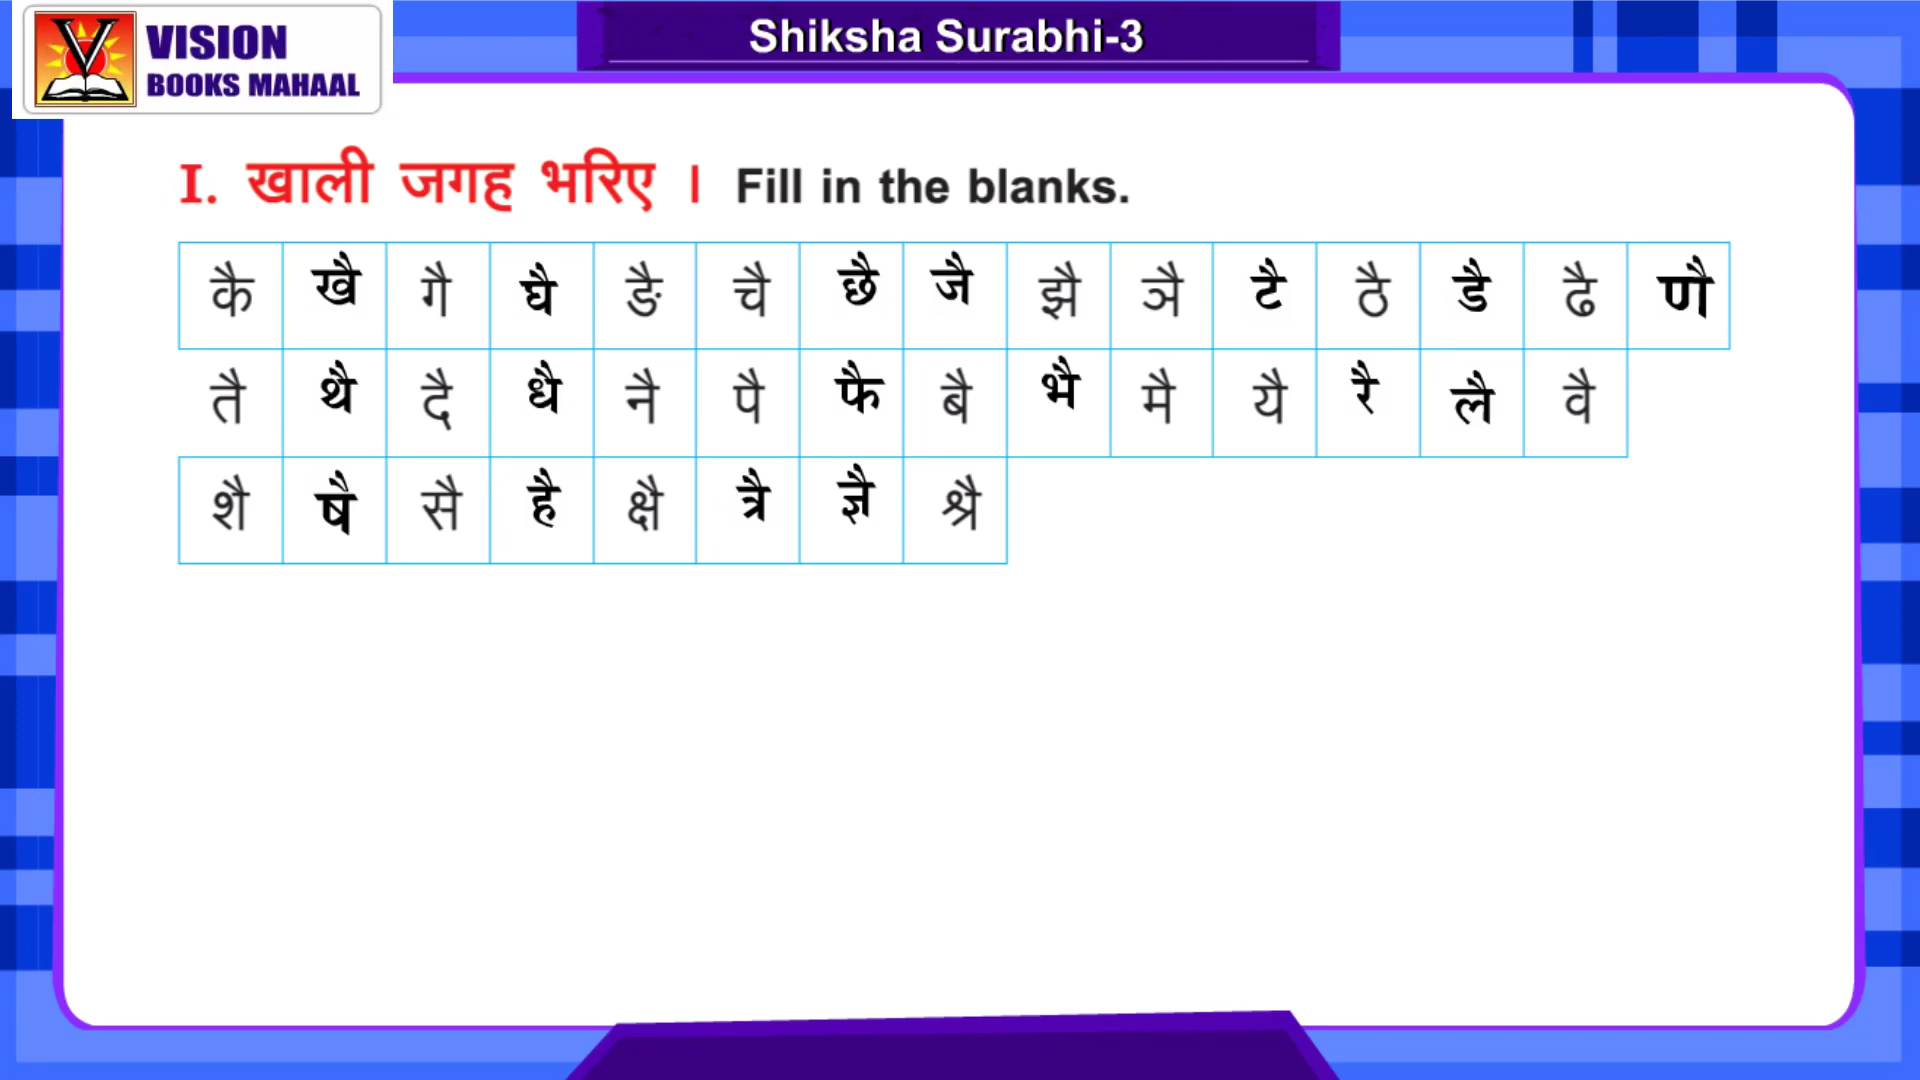 VISION
BOOKS MAHAAL
Shiksha Surabhi-3
I. खाली जगह भरिए । Fill in the blanks.
कै खै गै घै ङै चै छै जै झै ञै टै ठै डै ढै णै
तै थै दै धै नै पै फै बै भै मै यै रै लै वै
शै षै सै है क्षै त्रै ज्ञै श्रै